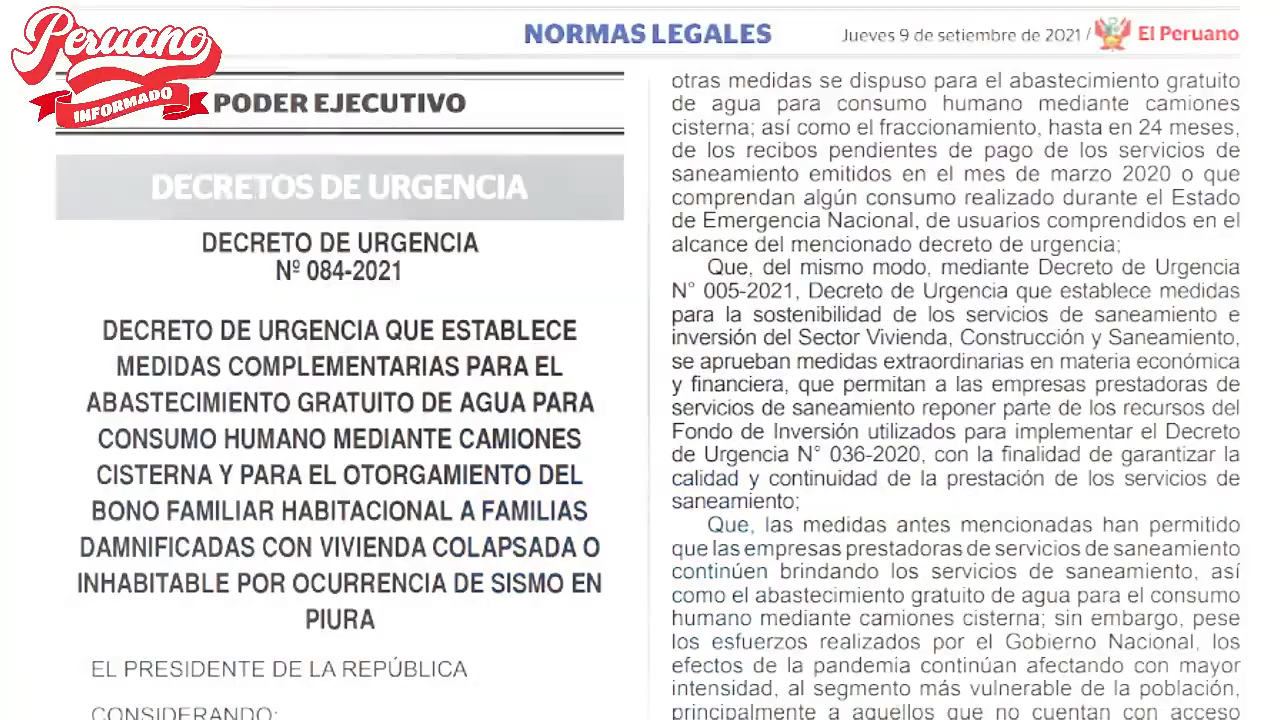 Peruano
INFORMADO
NORMAS LEGALES
Jueves 9 de setiembre de 2021 /
El Peruano
PODER EJECUTIVO
DECRETOS DE URGENCIA
DECRETO DE URGENCIA
Nº 084-2021
DECRETO DE URGENCIA QUE ESTABLECE
MEDIDAS COMPLEMENTARIAS PARA EL
ABASTECIMIENTO GRATUITO DE AGUA PARA
CONSUMO HUMANO MEDIANTE CAMIONES
CISTERNA Y PARA EL OTORGAMIENTO DEL
BONO FAMILIAR HABITACIONAL A FAMILIAS
DAMNIFICADAS CON VIVIENDA COLAPSADA O
INHABITABLE POR OCURRENCIA DE SISMO EN
PIURA
EL PRESIDENTE DE LA REPÚBLICA
CONSIDERANDO:
otras medidas se dispuso para el abastecimiento gratuito
de agua para consumo humano mediante camiones
cisterna; así como el fraccionamiento, hasta en 24 meses,
de los recibos pendientes de pago de los servicios de
saneamiento emitidos en el mes de marzo 2020 o que
comprendan algún consumo realizado durante el Estado
de Emergencia Nacional, de usuarios comprendidos en el
alcance del mencionado decreto de urgencia;
Que, del mismo modo, mediante Decreto de Urgencia
N° 005-2021, Decreto de Urgencia que establece medidas
para la sostenibilidad de los servicios de saneamiento e
inversión del Sector Vivienda, Construcción y Saneamiento,
se aprueban medidas extraordinarias en materia económica
y financiera, que permitan a las empresas prestadoras de
servicios de saneamiento reponer parte de los recursos del
Fondo de Inversión utilizados para implementar el Decreto
de Urgencia N° 036-2020, con la finalidad de garantizar la
calidad y continuidad de la prestación de los servicios de
saneamiento;
Que, las medidas antes mencionadas han permitido
que las empresas prestadoras de servicios de saneamiento
continúen brindando los servicios de saneamiento, así
como el abastecimiento gratuito de agua para el consumo
humano mediante camiones cisterna; sin embargo, pese
los esfuerzos realizados por el Gobierno Nacional, los
efectos de la pandemia continúan afectando con mayor
intensidad, al segmento más vulnerable de la población,
principalmente a aquellos que no cuentan con acceso